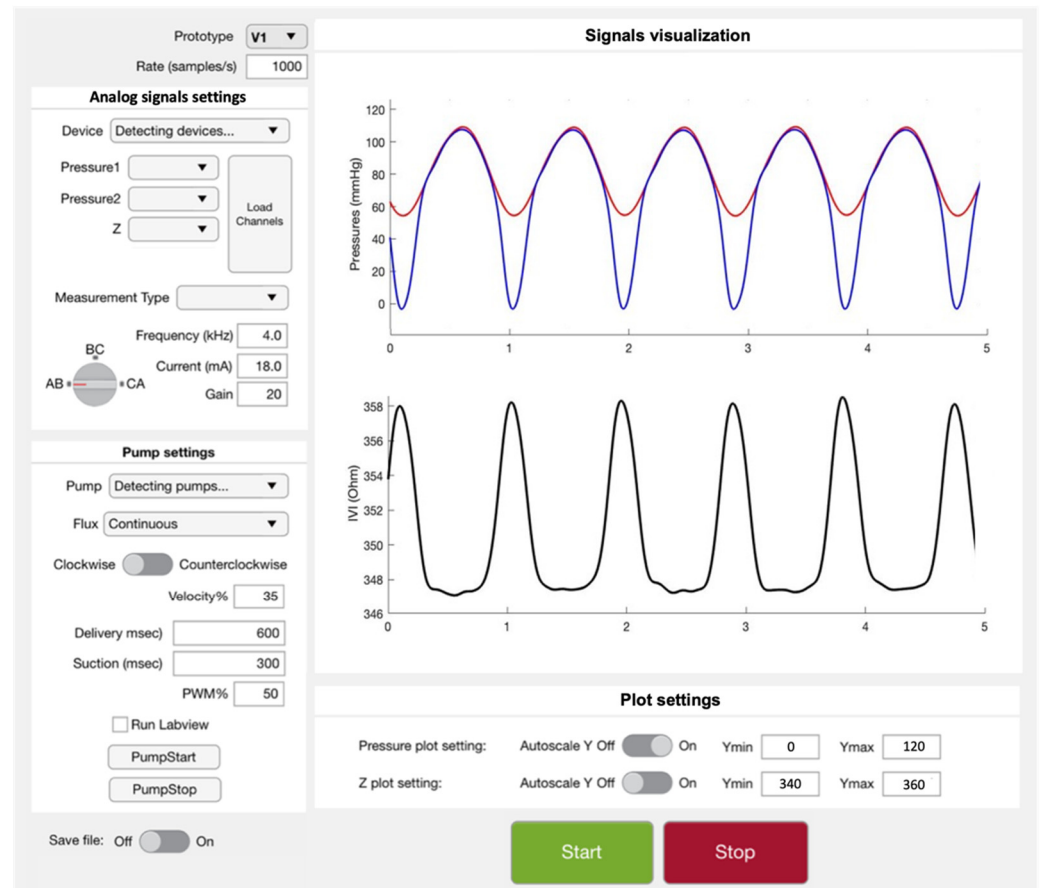 Prototype V1
Rate (samples/s) 1000
Analog signals settings
Device Detecting devices...
Pressure1
Pressure2
Z
Load
Channels
Measurement Type
Frequency (kHz) 4.0
Current (mA) 18.0
Gain 20
BC
AB CA
Pump settings
Pump Detecting pumps...
Flux Continuous
Clockwise Counterclockwise
Velocity% 35
Delivery msec) 600
Suction (msec) 300
PWM% 50
Run Labview
PumpStart
PumpStop
Save file: Off On
Signals visualization
Pressures (mmHg)
120
100
80
60
40
20
0
0 1 2 3 4 5
IVI (Ohm)
358
356
354
352
350
348
346
0 1 2 3 4 5
Plot settings
Pressure plot setting: Autoscale Y Off On Ymin 0 Ymax 120
Z plot setting: Autoscale Y Off On Ymin 340 Ymax 360
Start Stop